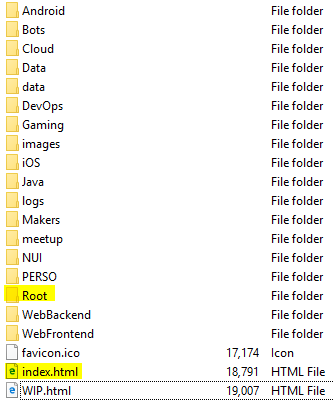 Android File folder
Bots File folder
Cloud File folder
Data File folder
data File folder
DevOps File folder
Gaming File folder
images File folder
iOS File folder
Java File folder
logs File folder
Makers File folder
meetup File folder
NUI File folder
PERSO File folder
Root File folder
WebBackend File folder
WebFrontend File folder
favicon.ico 17,174 Icon
index.html 18,791 HTML File
WIP.html 19,007 HTML File